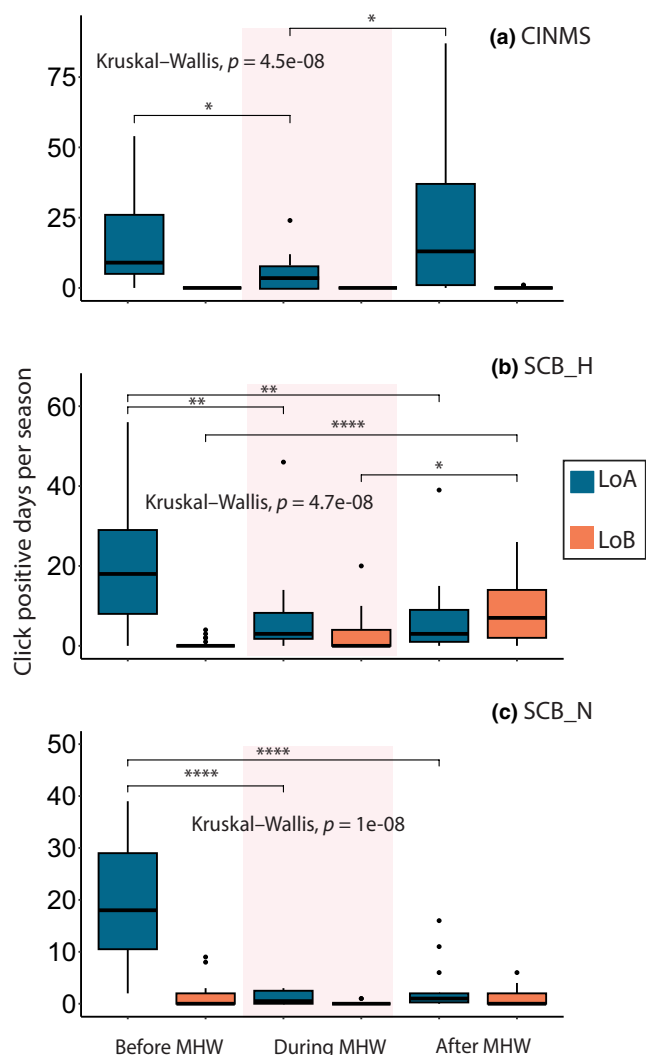 (a) CINMS
*
Kruskal–Wallis, p = 4.5e-08
*
75
50
25
0
Click positive days per season
(b) SCB_H
**
**
****
*
Kruskal–Wallis, p = 4.7e-08
60
40
20
0
LoA
LoB
(c) SCB_N
****
****
Kruskal–Wallis, p = 1e-08
50
40
30
20
10
0
Before MHW During MHW After MHW